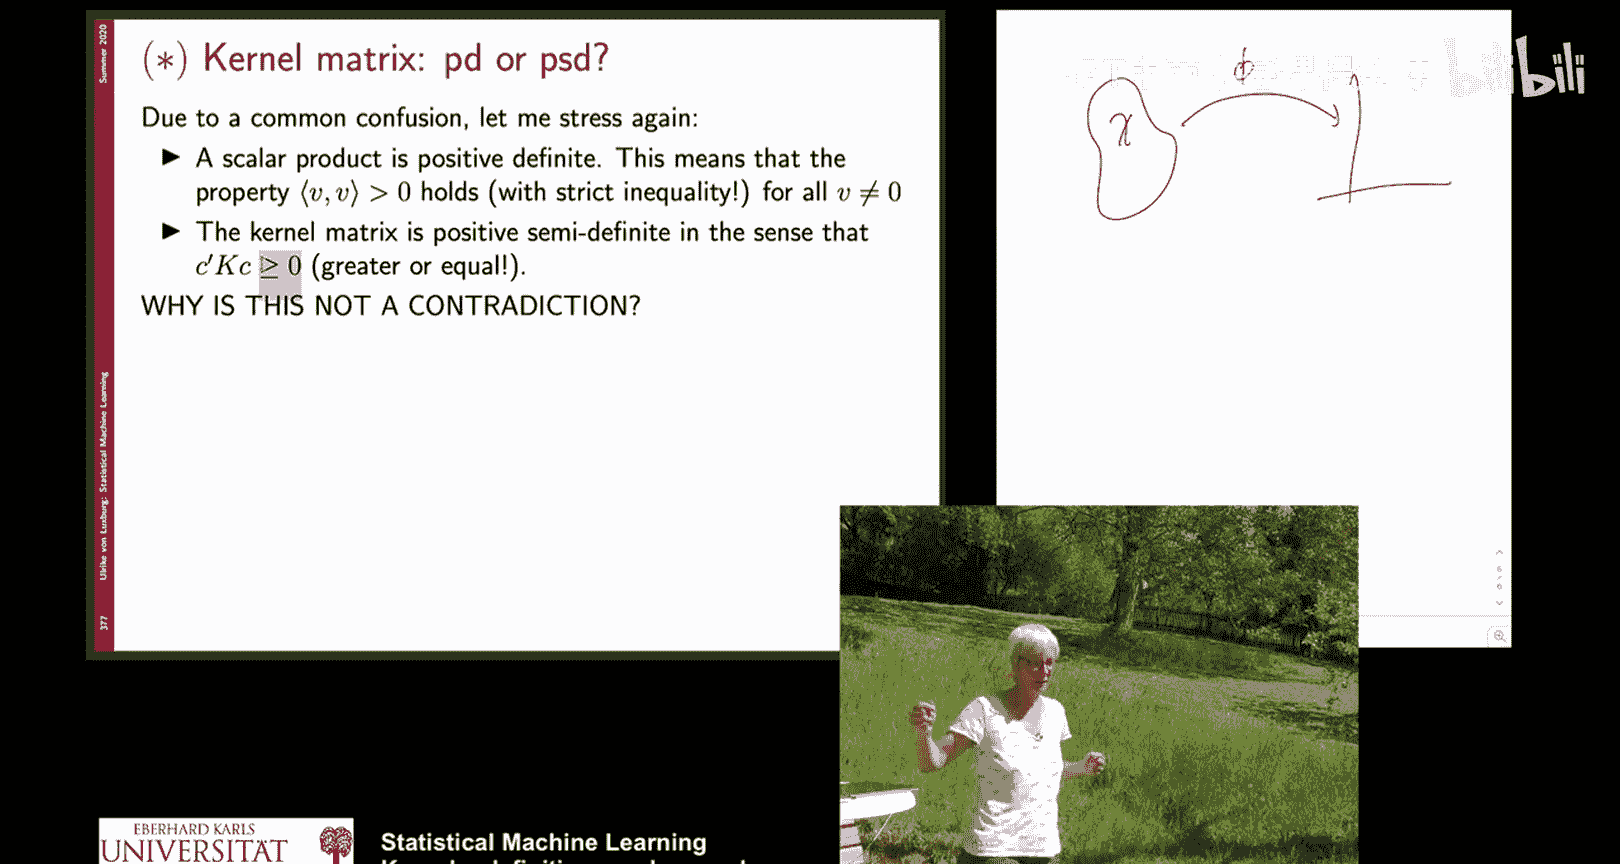 Summer 2020
(∗) Kernel matrix: pd or psd?
Due to a common confusion, let me stress again:
▶ A scalar product is positive definite. This means that the
property ⟨v, v⟩ > 0 holds (with strict inequality!) for all v ≠ 0
▶ The kernel matrix is positive semi-definite in the sense that
c′Kc ≥ 0 (greater or equal!).
WHY IS THIS NOT A CONTRADICTION?
Ulrike von Luxburg: Statistical Machine Learning
377
ϕ
χ
bilibili
EBERHARD KARLS
UNIVERSITÄT
Statistical Machine Learning